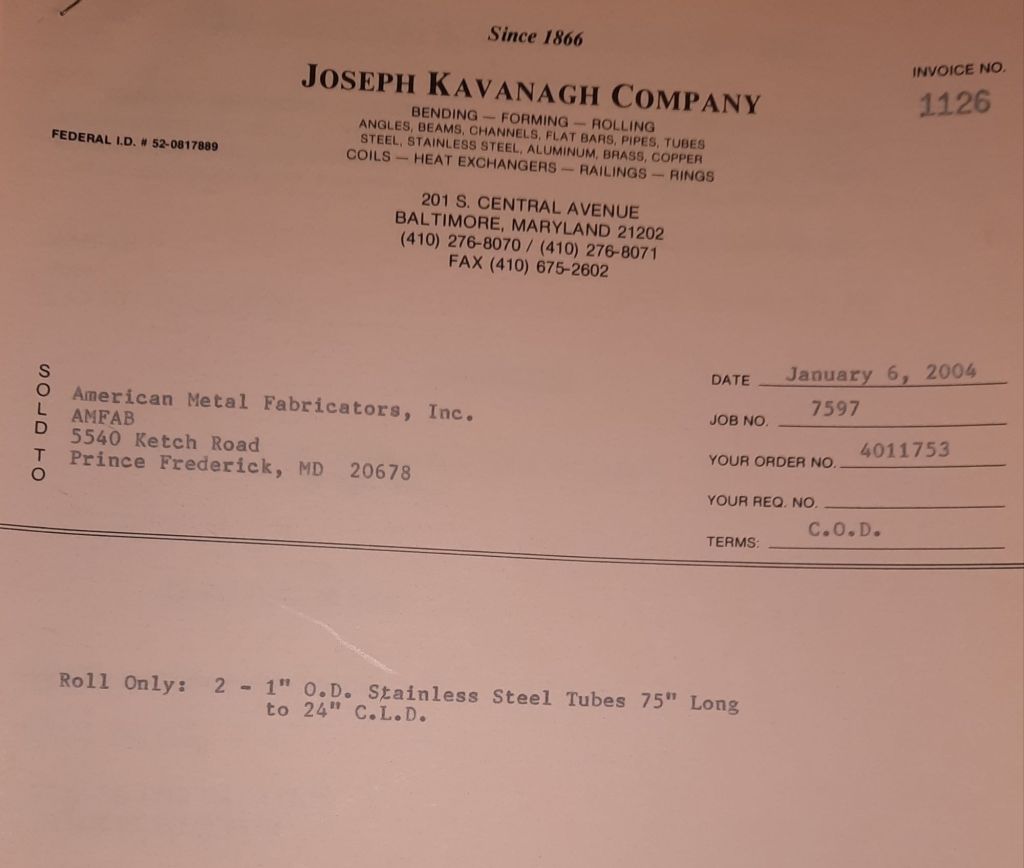 Since 1866
JOSEPH KAVANAGH COMPANY
BENDING — FORMING — ROLLING
ANGLES, BEAMS, CHANNELS, FLAT BARS, PIPES, TUBES
STEEL, STAINLESS STEEL, ALUMINUM, BRASS, COPPER
COILS — HEAT EXCHANGERS — RAILINGS — RINGS
INVOICE NO.
1126
FEDERAL I.D. # 52-0817889
201 S. CENTRAL AVENUE
BALTIMORE, MARYLAND 21202
(410) 276-8070 / (410) 276-8071
FAX (410) 675-2602
SOLD TO
American Metal Fabricators, Inc.
AMFAB
5540 Ketch Road
Prince Frederick, MD 20678
DATE January 6, 2004
JOB NO. 7597
YOUR ORDER NO. 4011753
YOUR REQ. NO.
TERMS: C.O.D.
Roll Only: 2 - 1" O.D. Stainless Steel Tubes 75" Long
to 24" C.L.D.